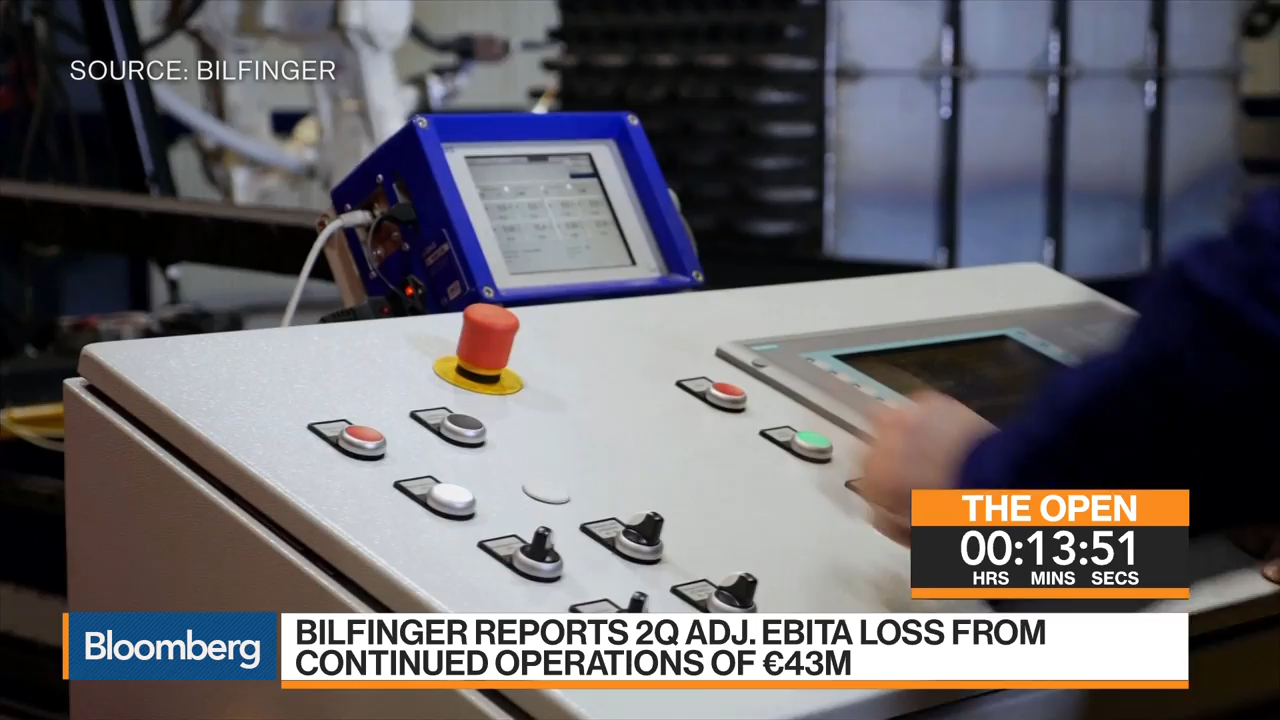 SOURCE: BILFINGER
THE OPEN
00:13:51
HRS MINS SECS
Bloomberg
BILFINGER REPORTS 2Q ADJ. EBITA LOSS FROM
CONTINUED OPERATIONS OF €43M